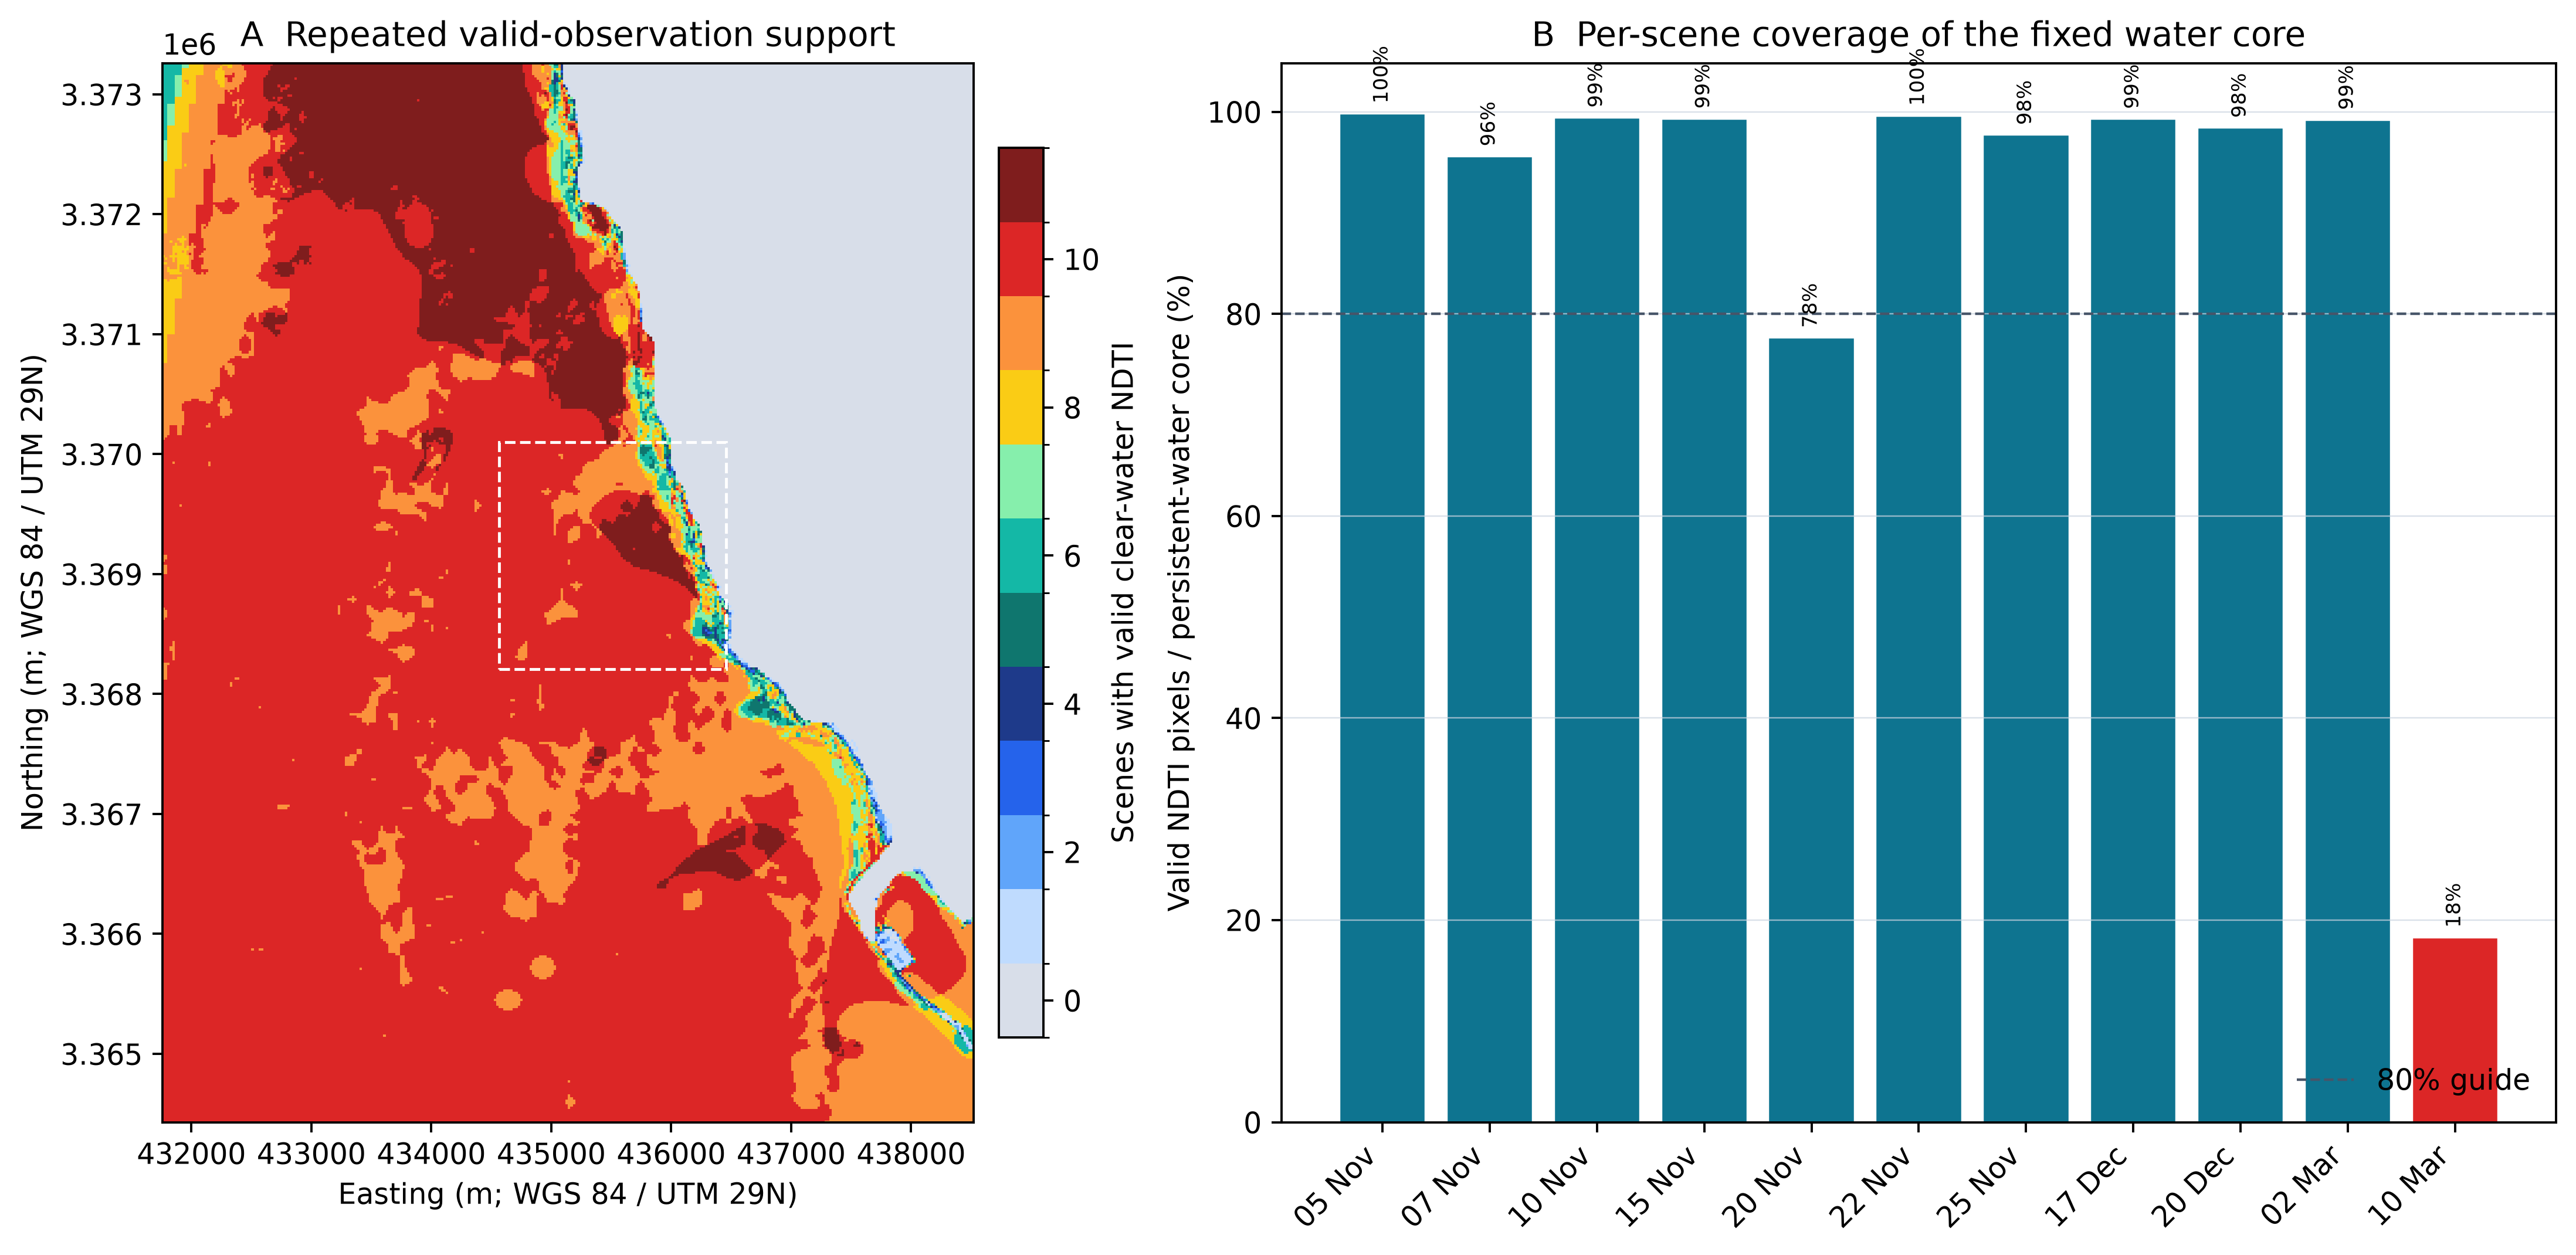 1e6
A  Repeated valid-observation support
3.373
3.372
3.371
3.370
3.369
3.368
3.367
3.366
3.365
Northing (m; WGS 84 / UTM 29N)
432000 433000 434000 435000 436000 437000 438000
Easting (m; WGS 84 / UTM 29N)
10
8
6
4
2
0
Scenes with valid clear-water NDTI
B  Per-scene coverage of the fixed water core
100%
96%
99%
99%
78%
100%
98%
99%
98%
99%
18%
100
80
60
40
20
0
Valid NDTI pixels / persistent-water core (%)
80% guide
05 Nov
07 Nov
10 Nov
15 Nov
20 Nov
22 Nov
25 Nov
17 Dec
20 Dec
02 Mar
10 Mar